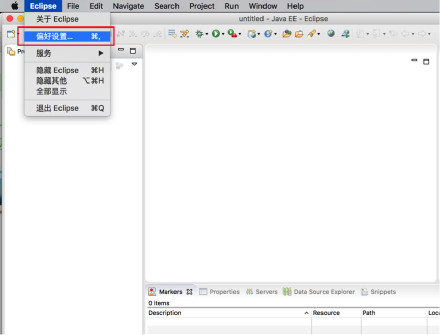 Eclipse File Edit Navigate Search Project Run Window Help
untitled - Java EE - Eclipse
关于 Eclipse
偏好设置... ⌘,
服务
隐藏 Eclipse ⌘H
隐藏其他 ⌥⌘H
全部显示
退出 Eclipse ⌘Q
Markers Properties Servers Data Source Explorer Snippets
0 items
Description Resource Path Loc